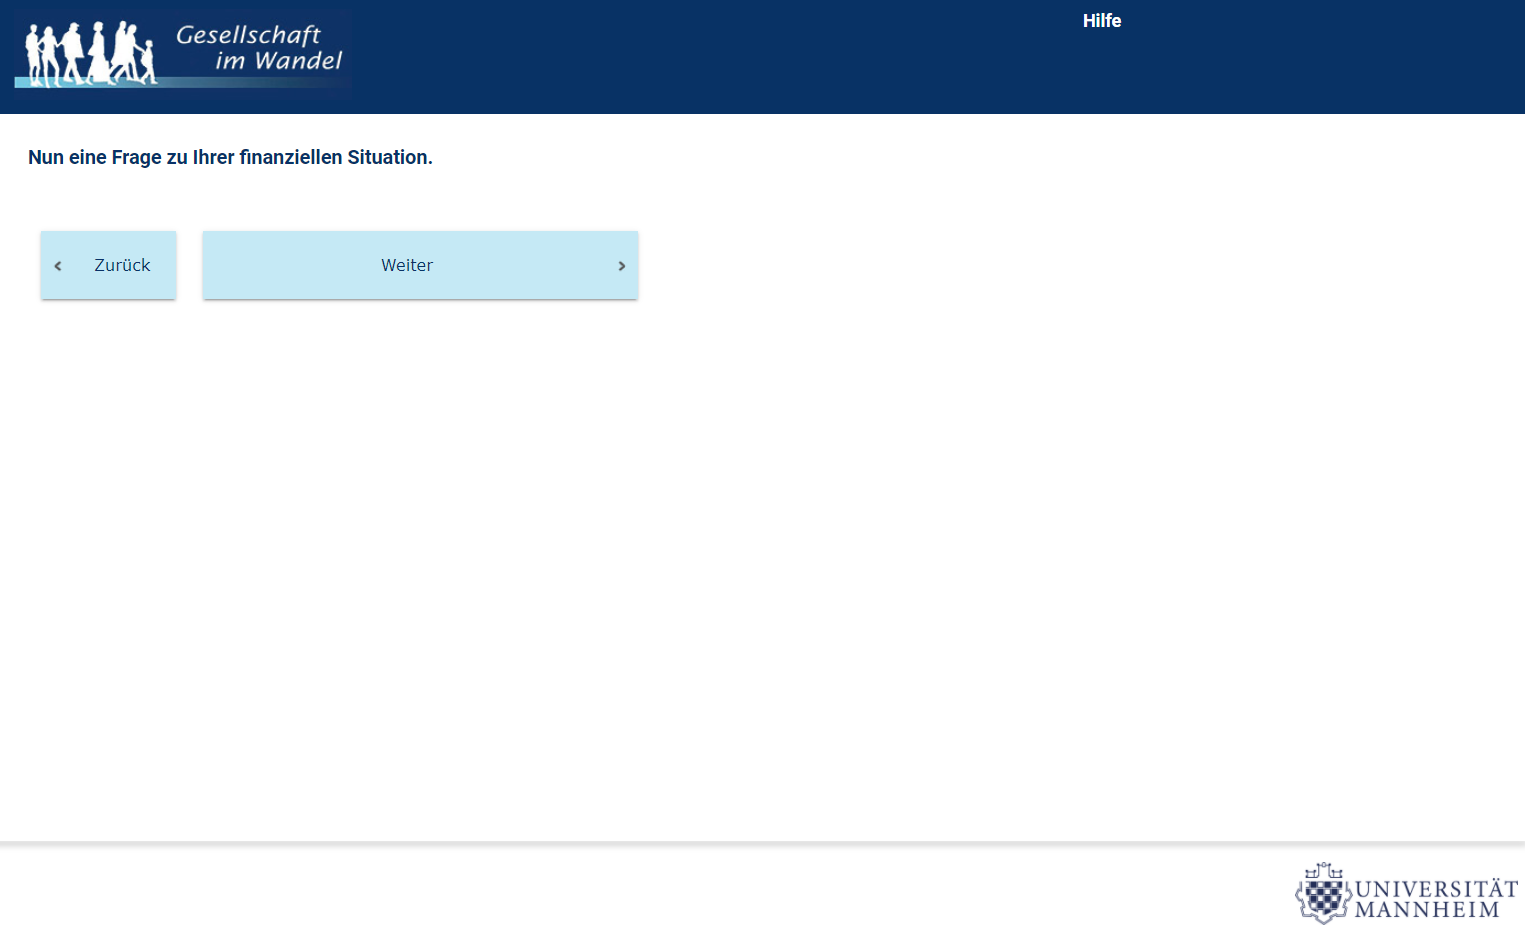 Gesellschaft
im Wandel
Hilfe
Nun eine Frage zu Ihrer finanziellen Situation.
Zurück
Weiter
UNIVERSITÄT
MANNHEIM